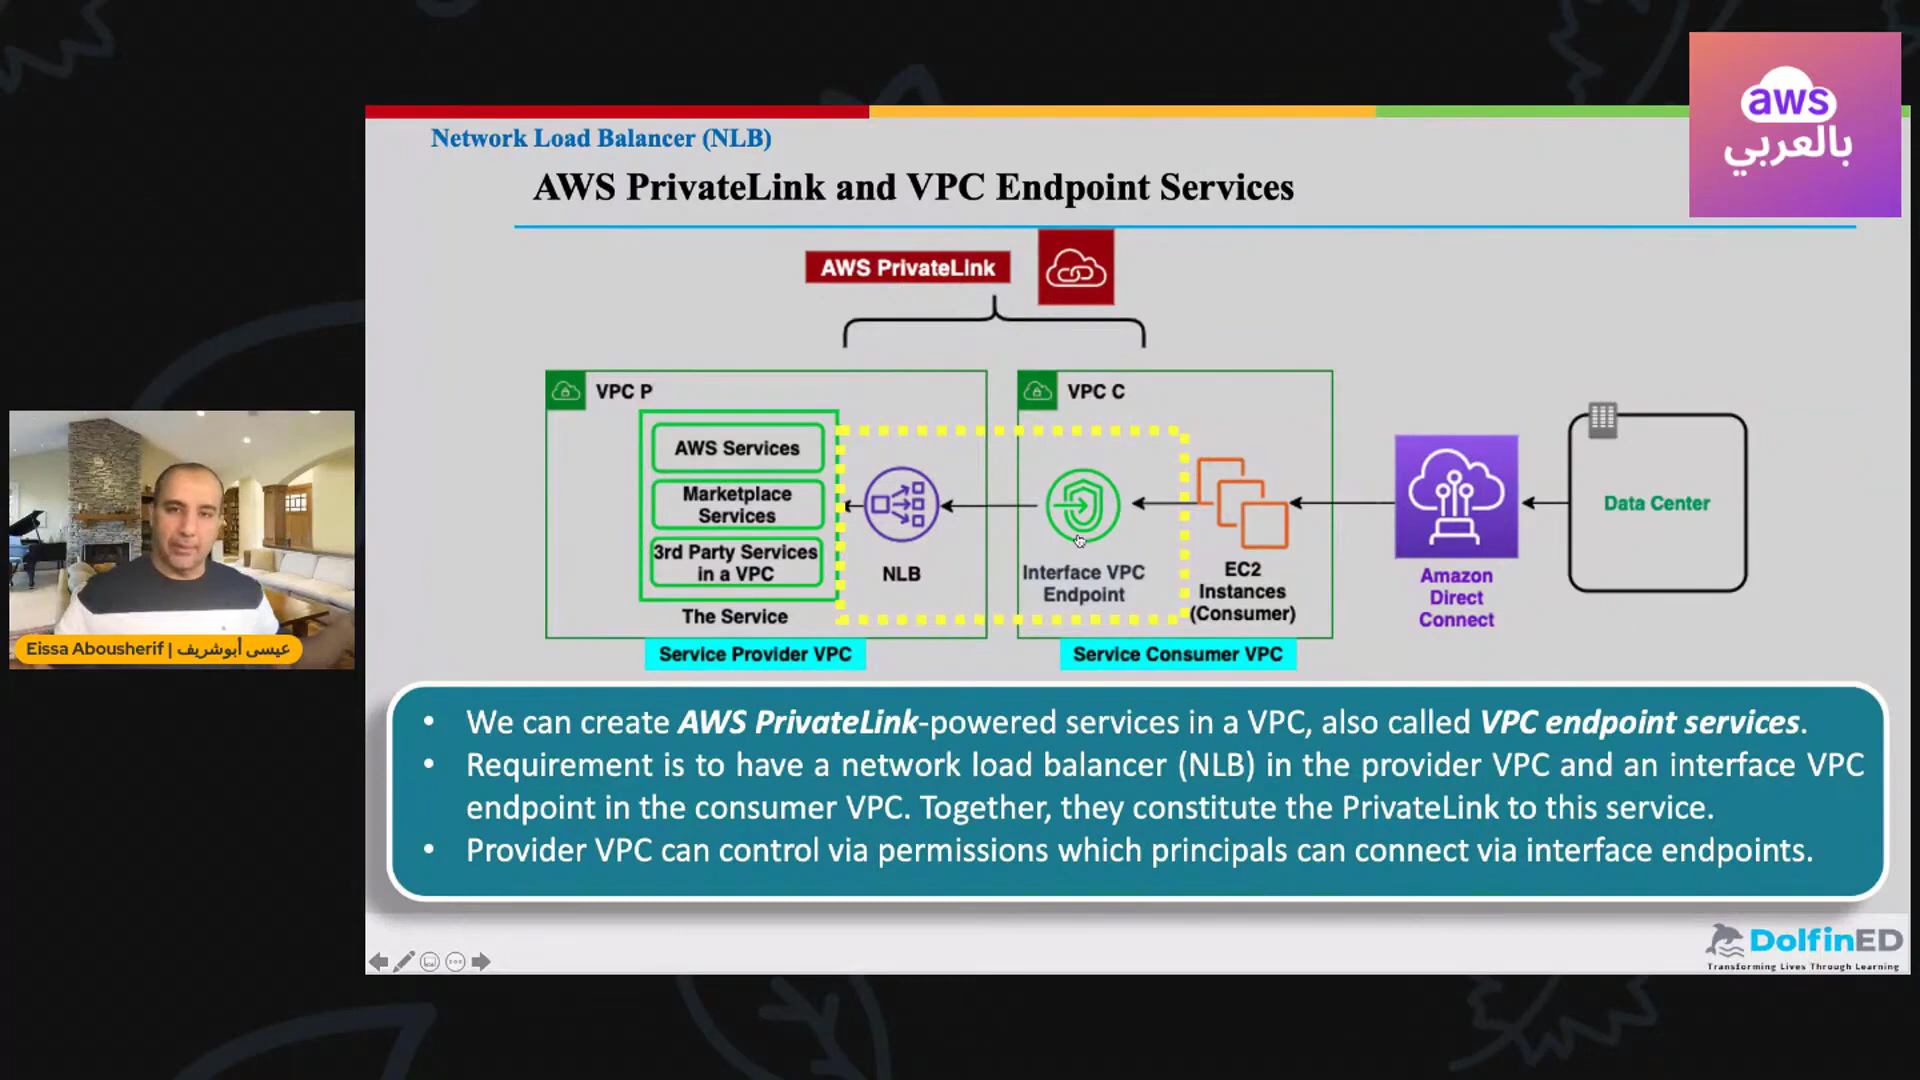 aws
بالعربي
Network Load Balancer (NLB)
AWS PrivateLink and VPC Endpoint Services
AWS PrivateLink
VPC P
AWS Services
Marketplace
Services
3rd Party Services
in a VPC
The Service
NLB
Service Provider VPC
VPC C
Interface VPC
Endpoint
EC2
Instances
(Consumer)
Service Consumer VPC
Amazon
Direct
Connect
Data Center
Eissa Abousherif | عيسى أبوشريف
• We can create AWS PrivateLink-powered services in a VPC, also called VPC endpoint services.
• Requirement is to have a network load balancer (NLB) in the provider VPC and an interface VPC
endpoint in the consumer VPC. Together, they constitute the PrivateLink to this service.
• Provider VPC can control via permissions which principals can connect via interface endpoints.
DolfinED
Transforming Lives Through Learning